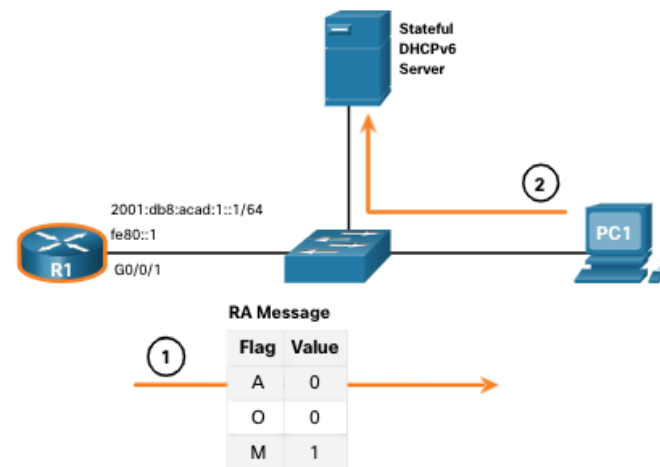 Stateful
DHCPv6
Server
2
2001:db8:acad:1::1/64
fe80::1
PC1
R1
G0/0/1
RA Message
1
Flag Value
A 0
O 0
M 1